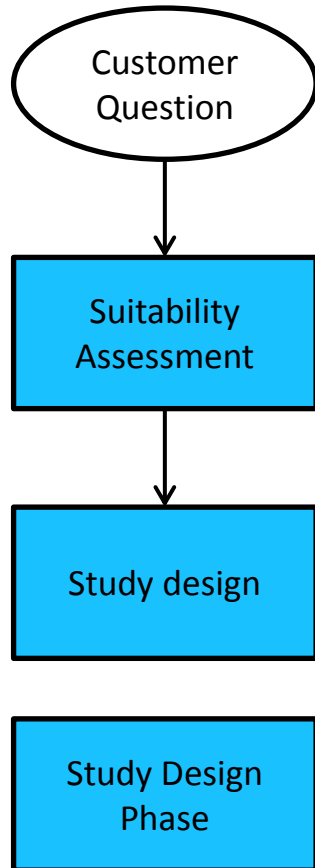 Customer
Question
Suitability
Assessment
Study design
Study Design
Phase